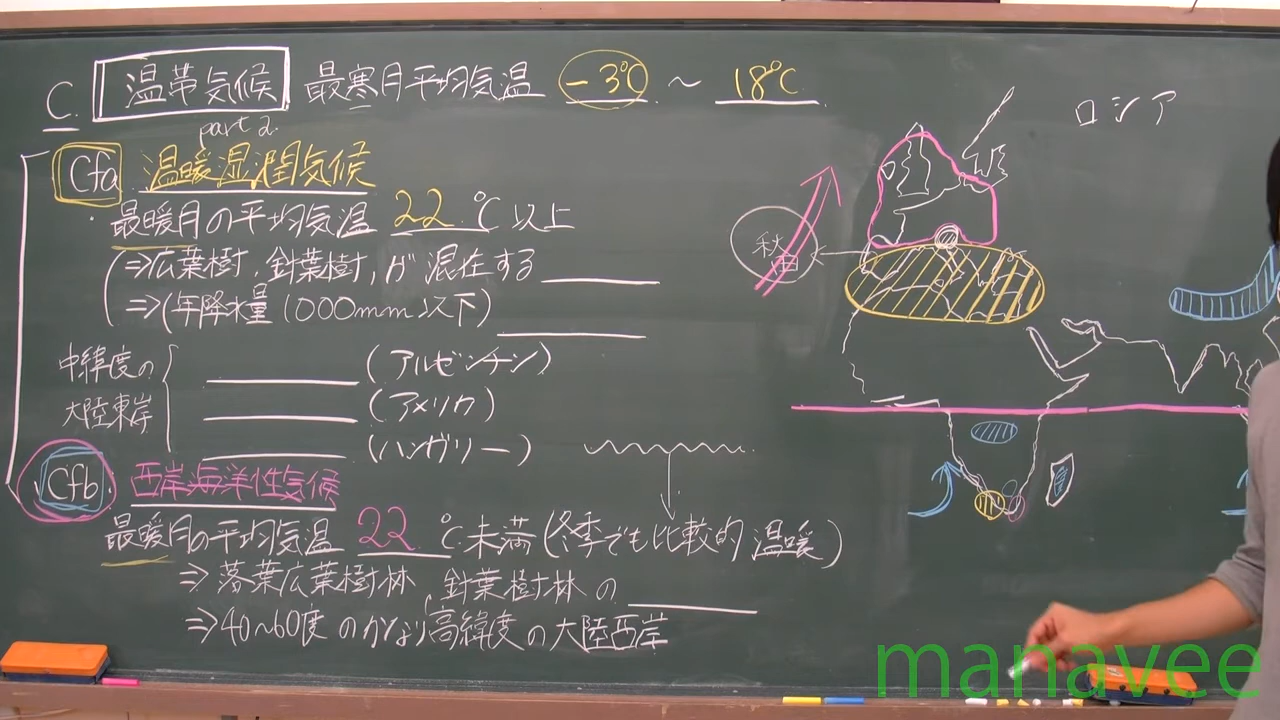 C. 温帯気候 最寒月平均気温 -3℃ ～ 18℃
part 2.
Cfa 温暖湿潤気候
・最暖月の平均気温 22℃以上
(⇒広葉樹,針葉樹,が混在する
⇒(年降水量1000mm以下)
中緯度の大陸東岸
(アルゼンチン)
(アメリカ)
(ハンガリー)
Cfb 西岸海洋性気候
最暖月の平均気温 22℃未満(冬季でも比較的温暖)
⇒落葉広葉樹林,針葉樹林の
⇒40～60度のかなり高緯度の大陸西岸
ロシア
秋田
manavee